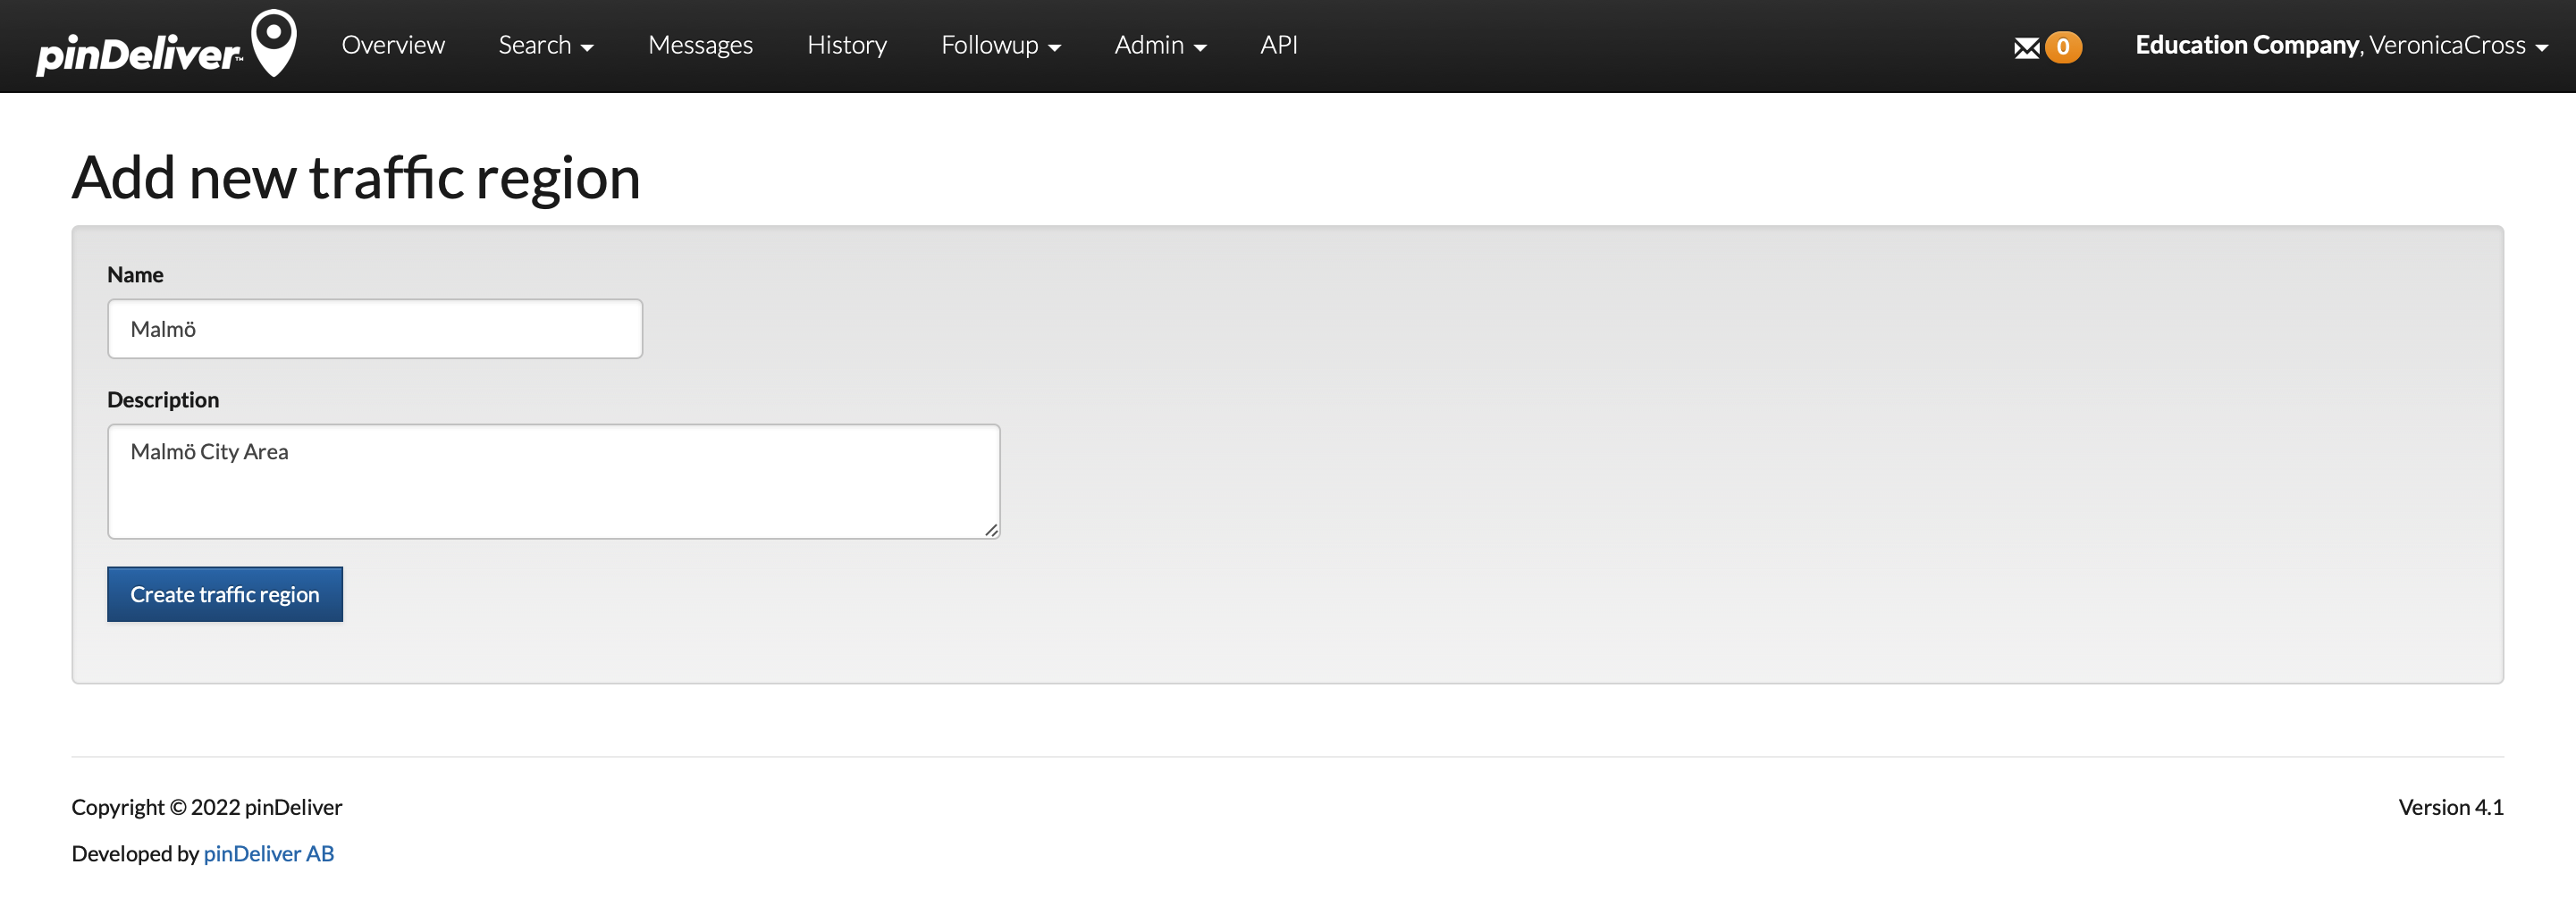 pinDeliver™ Overview Search Messages History Followup Admin API 0 Education Company, VeronicaCross
Add new traffic region
Name
Malmö
Description
Malmö City Area
Create traffic region
Copyright © 2022 pinDeliver Version 4.1
Developed by pinDeliver AB